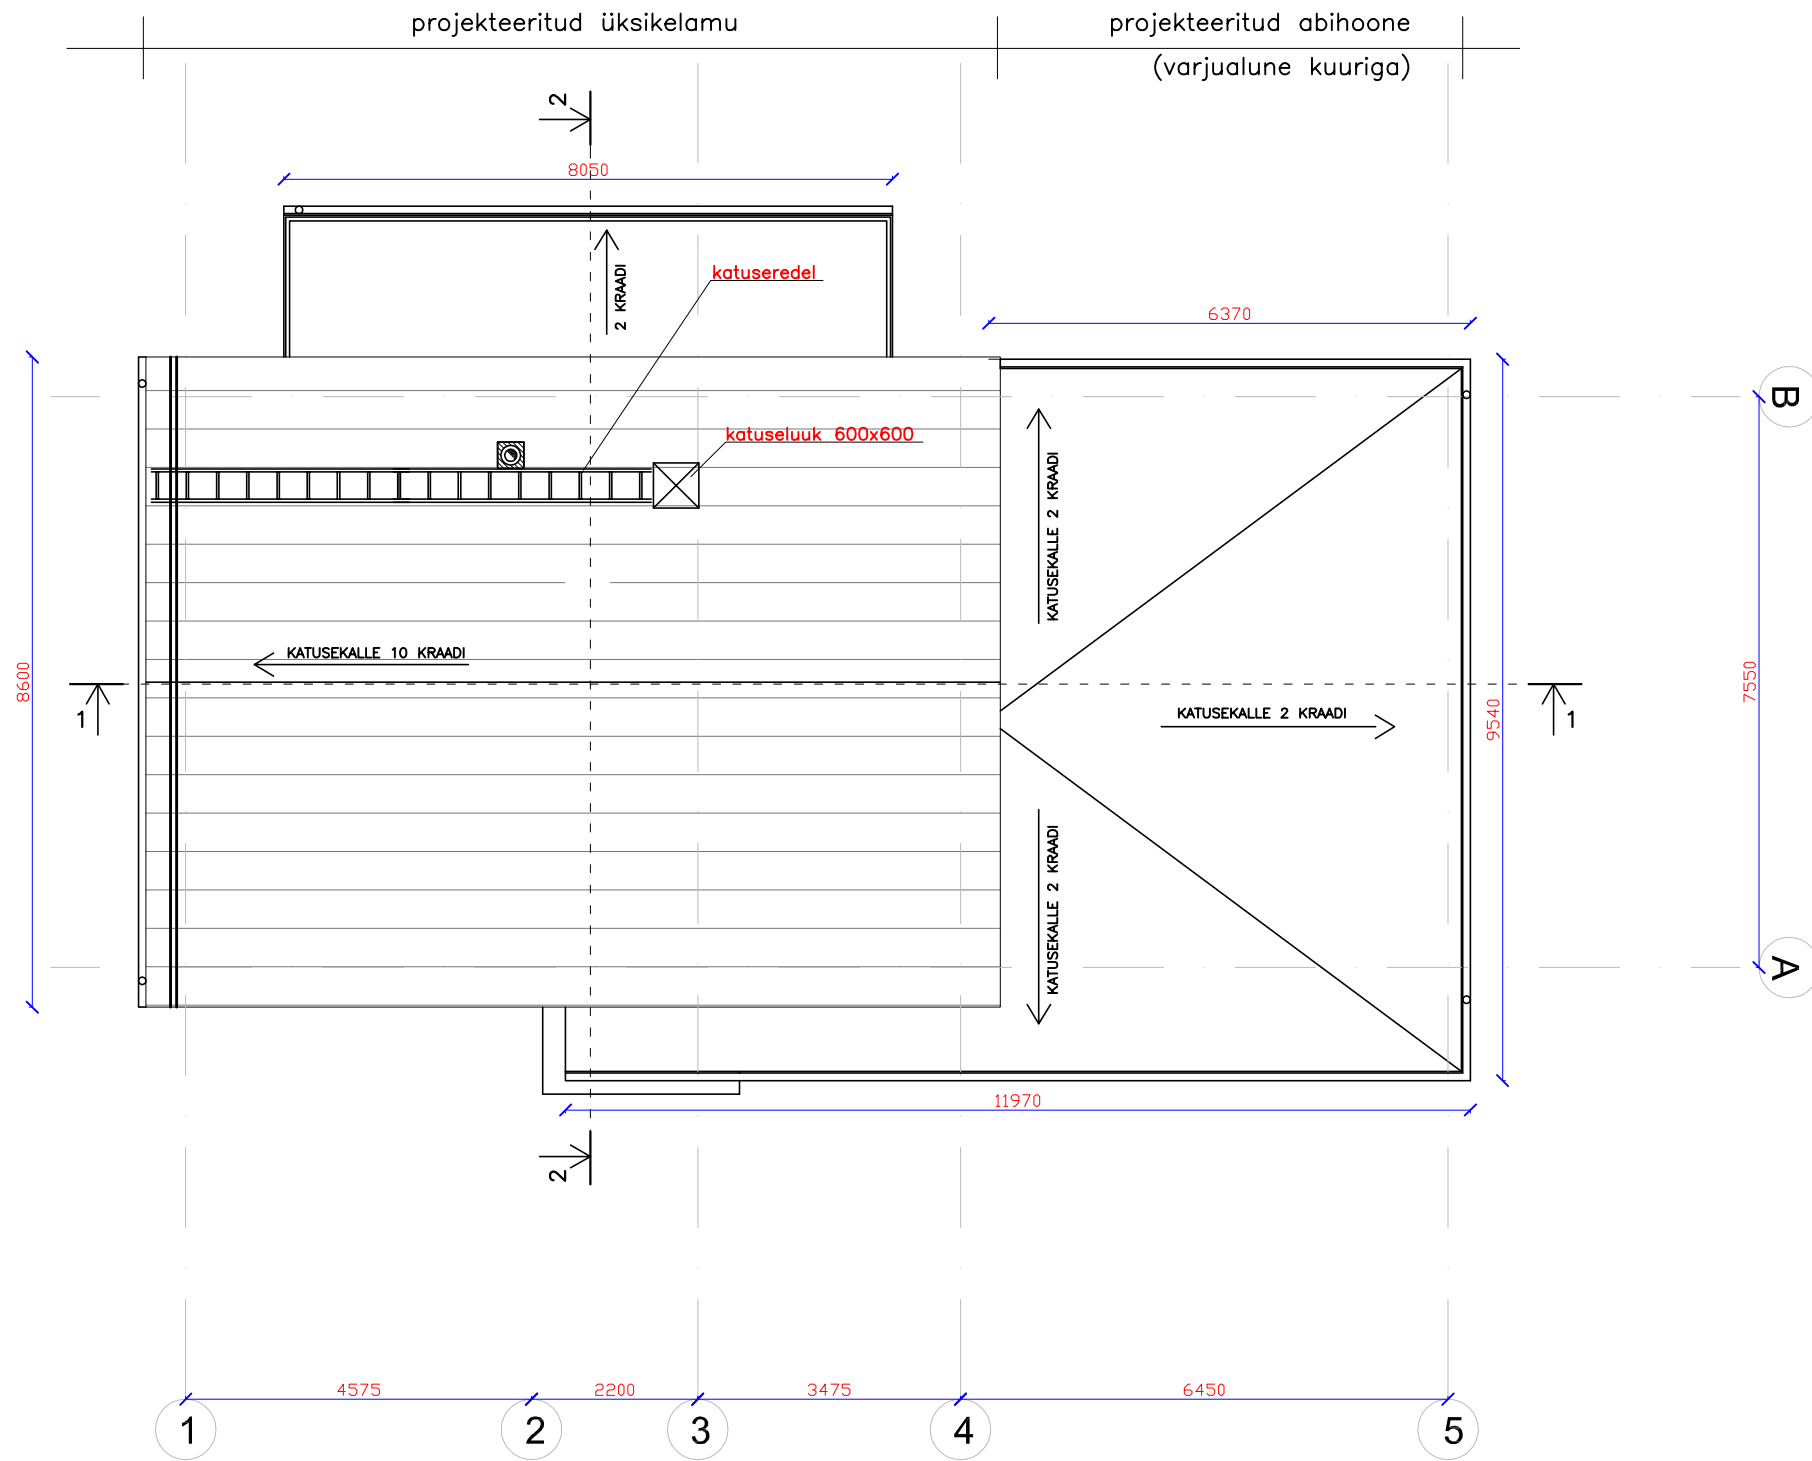 projekteeritud üksikelamu
projekteeritud abihoone
(varjualune kuuriga)
2
8050
2 KRAADI
katuseredel
6370
katuseluuk 600x600
B
KATUSEKALLE 2 KRAADI
KATUSEKALLE 10 KRAADI
8600
1
KATUSEKALLE 2 KRAADI
9540
1
7550
KATUSEKALLE 2 KRAADI
A
11970
2
4575
2200
3475
6450
1
2
3
4
5